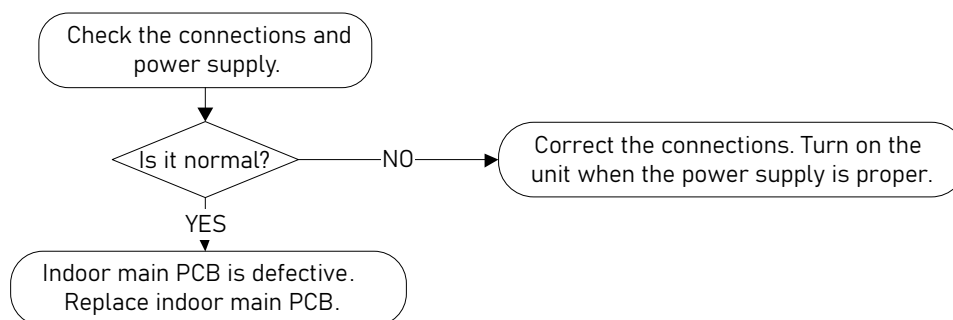 Check the connections and
power supply.
Is it normal?
NO
Correct the connections. Turn on the
unit when the power supply is proper.
YES
Indoor main PCB is defective.
Replace indoor main PCB.